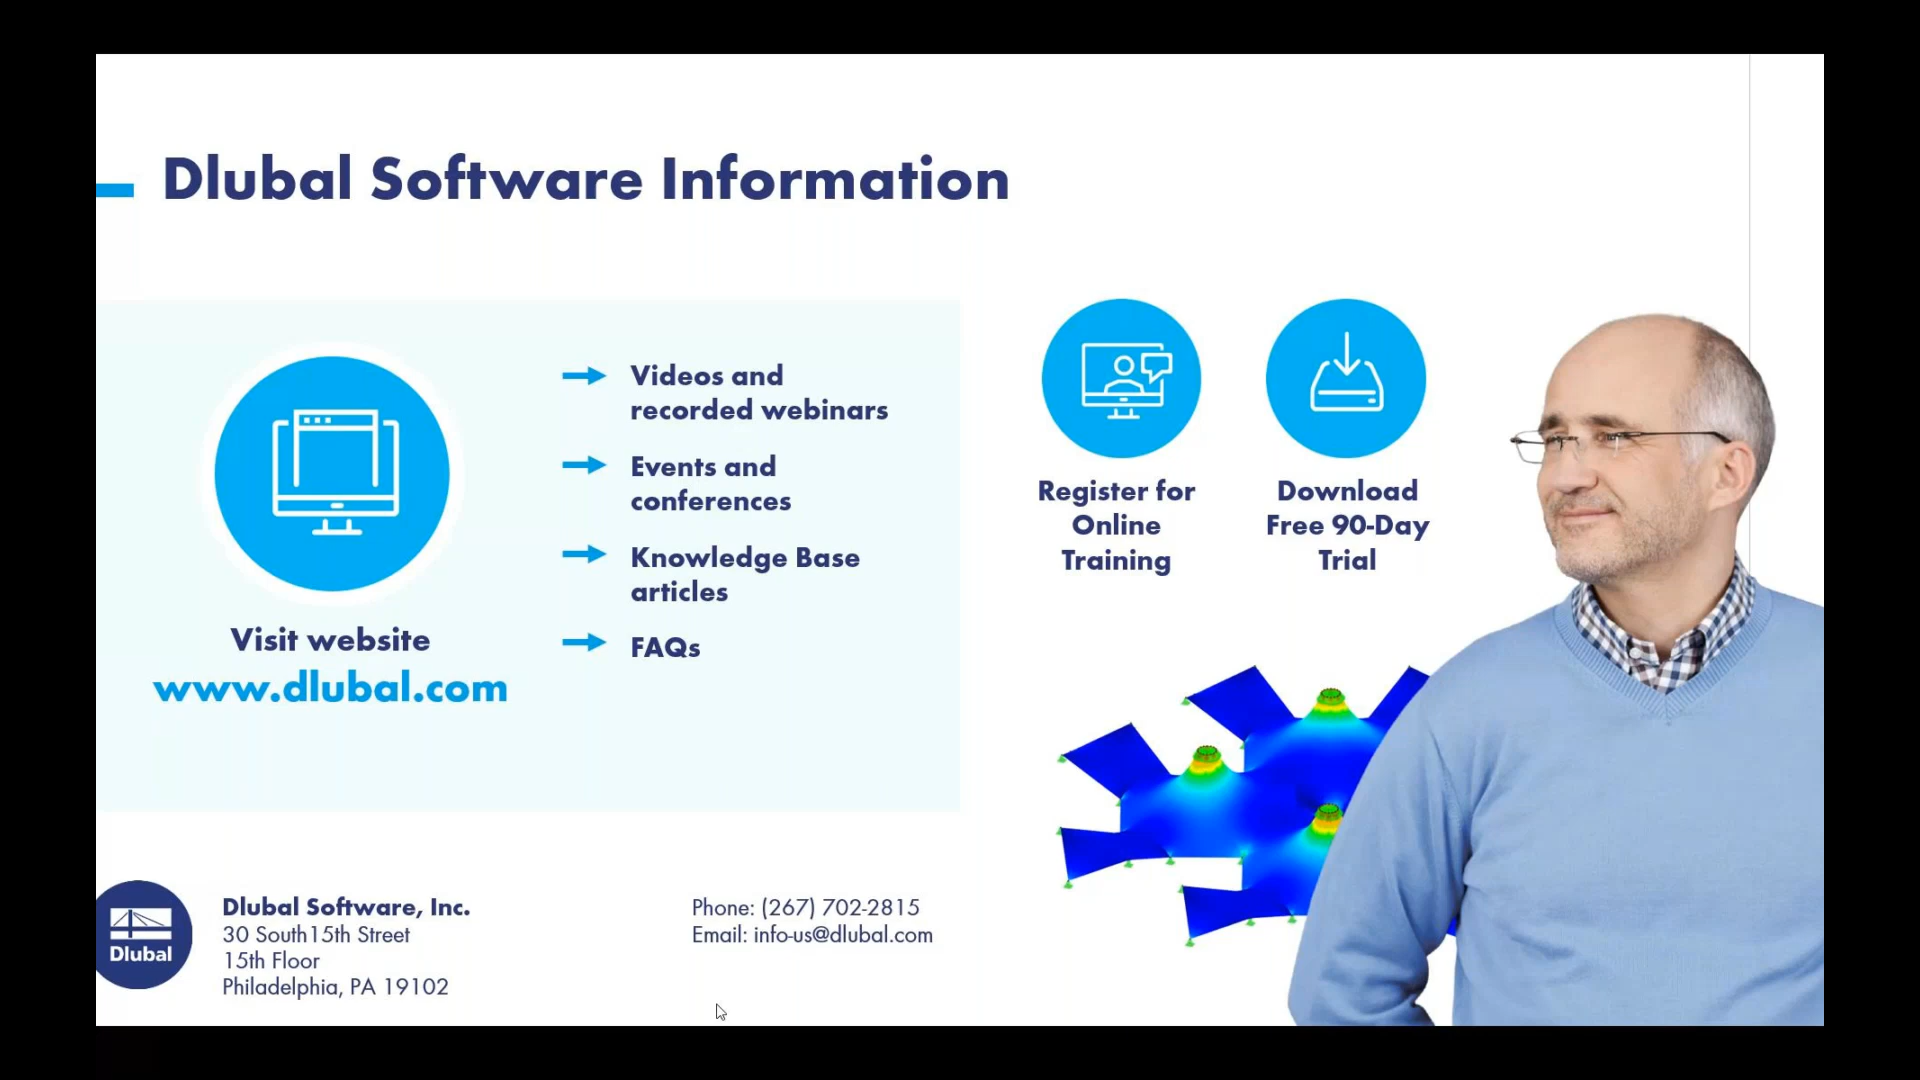 Dlubal Software Information
Videos and
recorded webinars
Events and
conferences
Knowledge Base
articles
FAQs
Visit website
www.dlubal.com
Register for
Online
Training
Download
Free 90-Day
Trial
Dlubal
Dlubal Software, Inc.
30 South15th Street
15th Floor
Philadelphia, PA 19102
Phone: (267) 702-2815
Email: info-us@dlubal.com